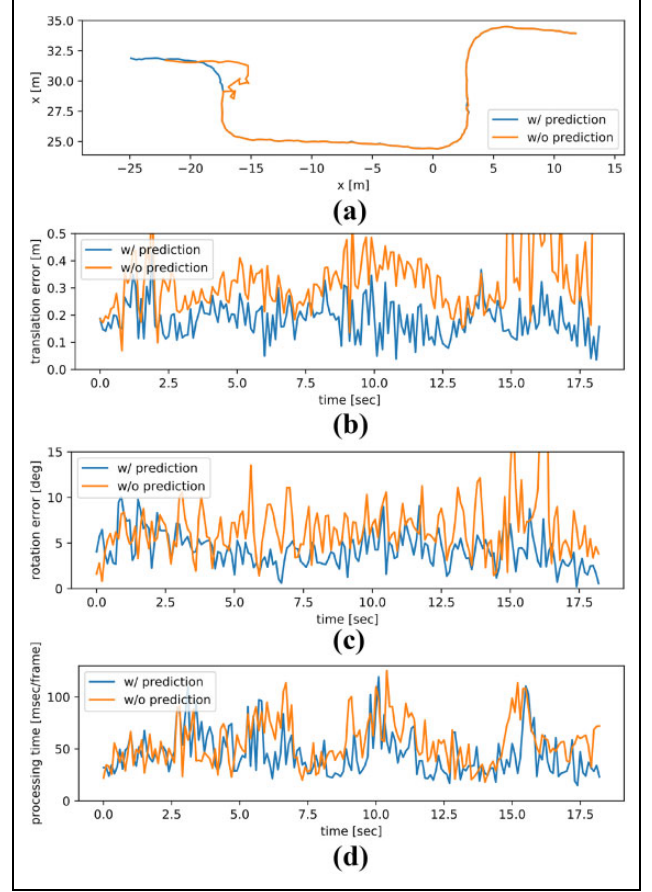 35.0
32.5
30.0
27.5
25.0
x [m]
w/ prediction
w/o prediction
−25 −20 −15 −10 −5 0 5 10 15
x [m]
(a)
0.5
0.4
0.3
0.2
0.1
0.0
translation error [m]
w/ prediction
w/o prediction
0.0 2.5 5.0 7.5 10.0 12.5 15.0 17.5
time [sec]
(b)
15
10
5
0
rotation error [deg]
w/ prediction
w/o prediction
0.0 2.5 5.0 7.5 10.0 12.5 15.0 17.5
time [sec]
(c)
100
50
0
processing time [msec/frame]
w/ prediction
w/o prediction
0.0 2.5 5.0 7.5 10.0 12.5 15.0 17.5
time [sec]
(d)